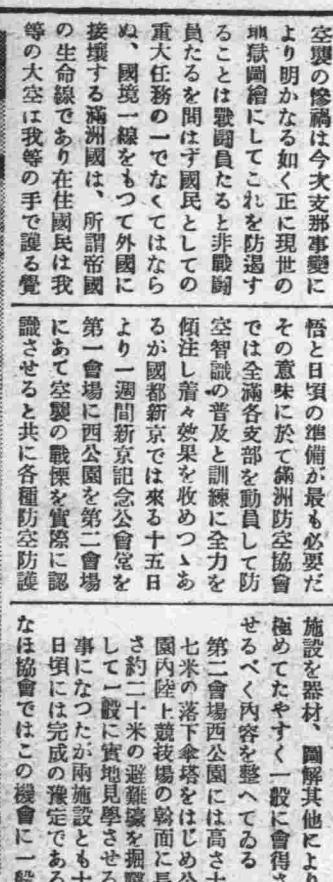 空襲の慘禍は今次支那事變に
より明かなる如く正に現世の
地獄圖繪にしてこれを防遏す
ることは戰鬪員たると非戰鬪
員たるを問はず國民としての
重大任務の一でなくてはなら
ぬ、國境一線をもつて外國に
接壤する滿洲國は、所謂帝國
の生命線であり在住國民は我
等の大空は我等の手で護る覺
悟と日頃の準備が最も必要だ
その意味に於て滿洲防空協會
では全滿各支部を動員して防
空智識の普及と訓練に全力を
傾注し着々效果を收めつゝあ
るが國都新京では來る十五日
より一週間新京記念公會堂を
第一會場に西公園を第二會場
にあて空襲の戰慄を實際に認
識させると共に各種防空防護
施設を器材、圖解其他により
極めてたやすく一般に會得さ
せるべく内容を整へてゐる
第二會場西公園には高さ十
七米の落下傘塔をはじめ公
園内陸上競技場の斜面に長
さ約二十米の避難壕を掘鑿
して一般に實地見學させる
事になつたが兩施設とも十
日頃には完成の豫定である
なほ協會ではこの機會に一般